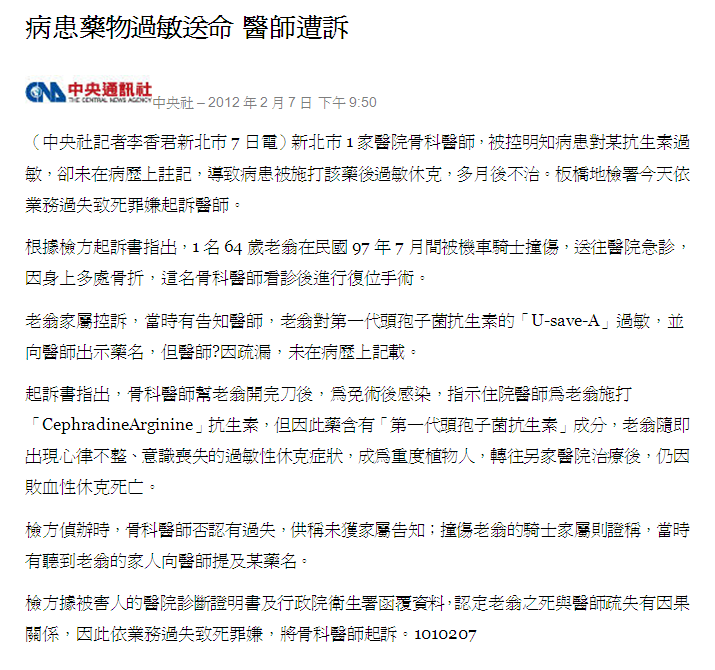 病患藥物過敏送命 醫師遭訴
CNA 中央通訊社
THE CENTRAL NEWS AGENCY
中央社 – 2012 年 2 月 7 日 下午 9:50
（中央社記者李香君新北市 7 日電）新北市 1 家醫院骨科醫師，被控明知病患對某抗生素過
敏，卻未在病歷上註記，導致病患被施打該藥後過敏休克，多月後不治。板橋地檢署今天依
業務過失致死罪嫌起訴醫師。
根據檢方起訴書指出，1 名 64 歲老翁在民國 97 年 7 月間被機車騎士撞傷，送往醫院急診，
因身上多處骨折，這名骨科醫師看診後進行復位手術。
老翁家屬控訴，當時有告知醫師，老翁對第一代頭孢子菌抗生素的「U-save-A」過敏，並
向醫師出示藥名，但醫師?因疏漏，未在病歷上記載。
起訴書指出，骨科醫師幫老翁開完刀後，為免術後感染，指示住院醫師為老翁施打
「CephradineArginine」抗生素，但因此藥含有「第一代頭孢子菌抗生素」成分，老翁隨即
出現心律不整、意識喪失的過敏性休克症狀，成為重度植物人，轉往另家醫院治療後，仍因
敗血性休克死亡。
檢方偵辦時，骨科醫師否認有過失，供稱未獲家屬告知；撞傷老翁的騎士家屬則證稱，當時
有聽到老翁的家人向醫師提及某藥名。
檢方據被害人的醫院診斷證明書及行政院衛生署函覆資料，認定老翁之死與醫師疏失有因果
關係，因此依業務過失致死罪嫌，將骨科醫師起訴。1010207